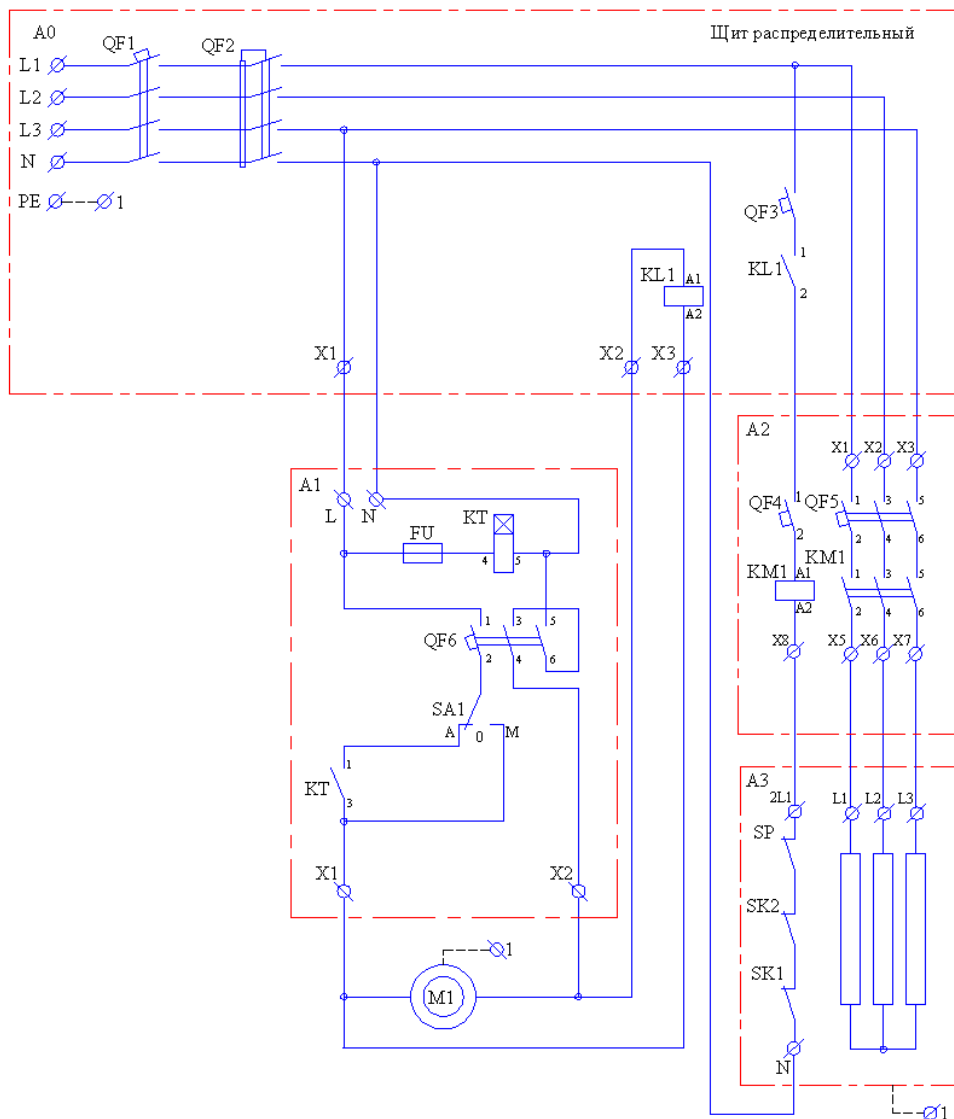 A0
QF1
QF2
Щит распределительный
L1
L2
L3
N
PE
1
QF3
KL1
1
2
KL1
A1
A2
X1
X2
X3
A2
X1
X2
X3
A1
L
N
KT
FU
4
5
QF4
1
2
QF5
1
3
5
2
4
6
KM1
A1
A2
KM1
1
3
5
2
4
6
QF6
1
3
5
2
4
6
X8
X5
X6
X7
SA1
A
0
M
KT
1
3
A3
2L1
L1
L2
L3
SP
X1
X2
SK2
1
SK1
M1
N
1